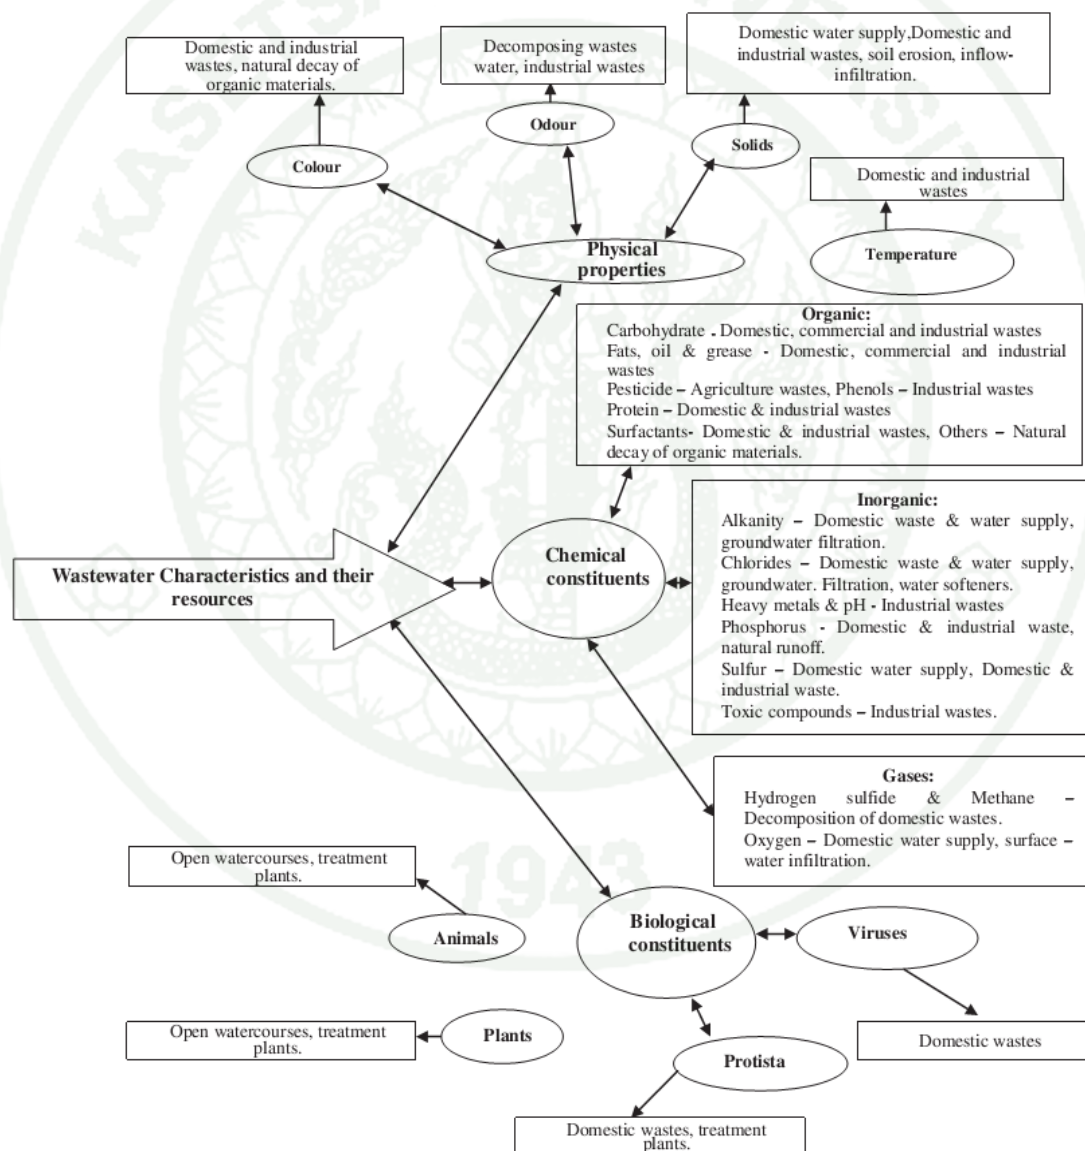 Domestic and industrial
wastes, natural decay of
organic materials.
Decomposing wastes
water, industrial wastes
Domestic water supply,Domestic and
industrial wastes, soil erosion, inflow-
infiltration.
Colour
Odour
Solids
Domestic and industrial
wastes
Physical
properties
Temperature
Organic:
Carbohydrate - Domestic, commercial and industrial wastes
Fats, oil & grease - Domestic, commercial and industrial
wastes
Pesticide – Agriculture wastes, Phenols – Industrial wastes
Protein – Domestic & industrial wastes
Surfactants- Domestic & industrial wastes, Others – Natural
decay of organic materials.
Wastewater Characteristics and their
resources
Chemical
constituents
Inorganic:
Alkanity – Domestic waste & water supply,
groundwater filtration.
Chlorides – Domestic waste & water supply,
groundwater. Filtration, water softeners.
Heavy metals & pH - Industrial wastes
Phosphorus - Domestic & industrial waste,
natural runoff.
Sulfur – Domestic water supply, Domestic &
industrial waste.
Toxic compounds – Industrial wastes.
Gases:
Hydrogen sulfide & Methane –
Decomposition of domestic wastes.
Oxygen – Domestic water supply, surface –
water infiltration.
Open watercourses, treatment
plants.
Animals
Biological
constituents
Viruses
Open watercourses, treatment
plants.
Plants
Protista
Domestic wastes
Domestic wastes, treatment
plants.
1943